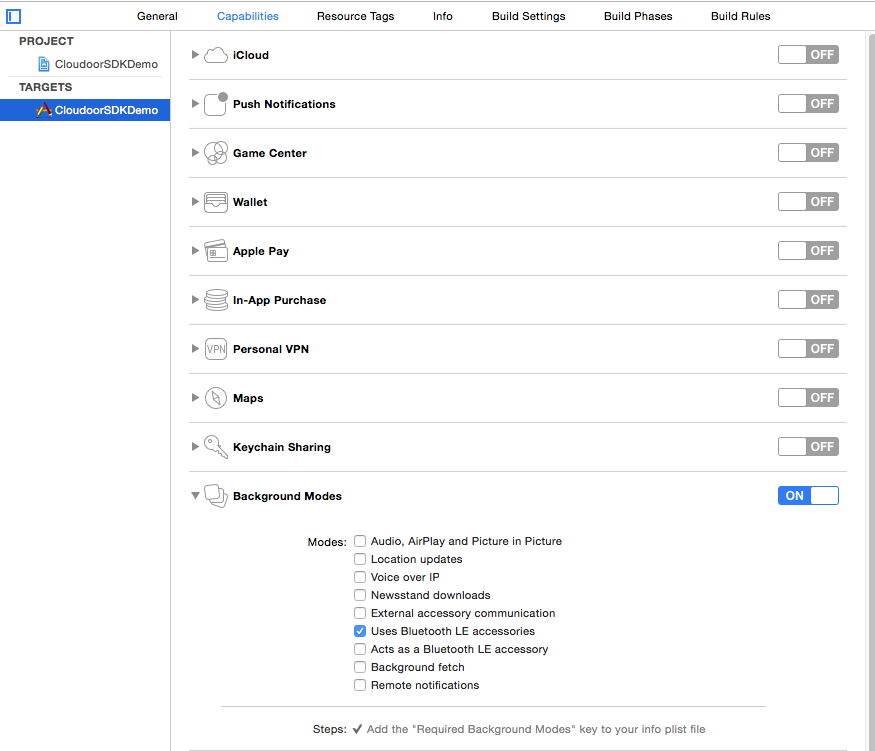 General Capabilities Resource Tags Info Build Settings Build Phases Build Rules
PROJECT
CloudoorSDKDemo
TARGETS
CloudoorSDKDemo
iCloud OFF
Push Notifications OFF
Game Center OFF
Wallet OFF
Apple Pay OFF
In-App Purchase OFF
VPN Personal VPN OFF
Maps OFF
Keychain Sharing OFF
Background Modes ON
Modes: Audio, AirPlay and Picture in Picture
Location updates
Voice over IP
Newsstand downloads
External accessory communication
Uses Bluetooth LE accessories
Acts as a Bluetooth LE accessory
Background fetch
Remote notifications
Steps: ✔ Add the "Required Background Modes" key to your info plist file